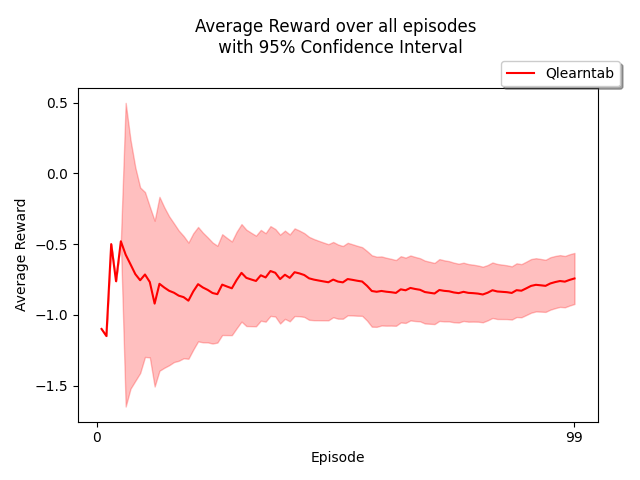 Average Reward over all episodes
with 95% Confidence Interval
Qlearntab
0.5
0.0
−0.5
−1.0
−1.5
Average Reward
0
99
Episode